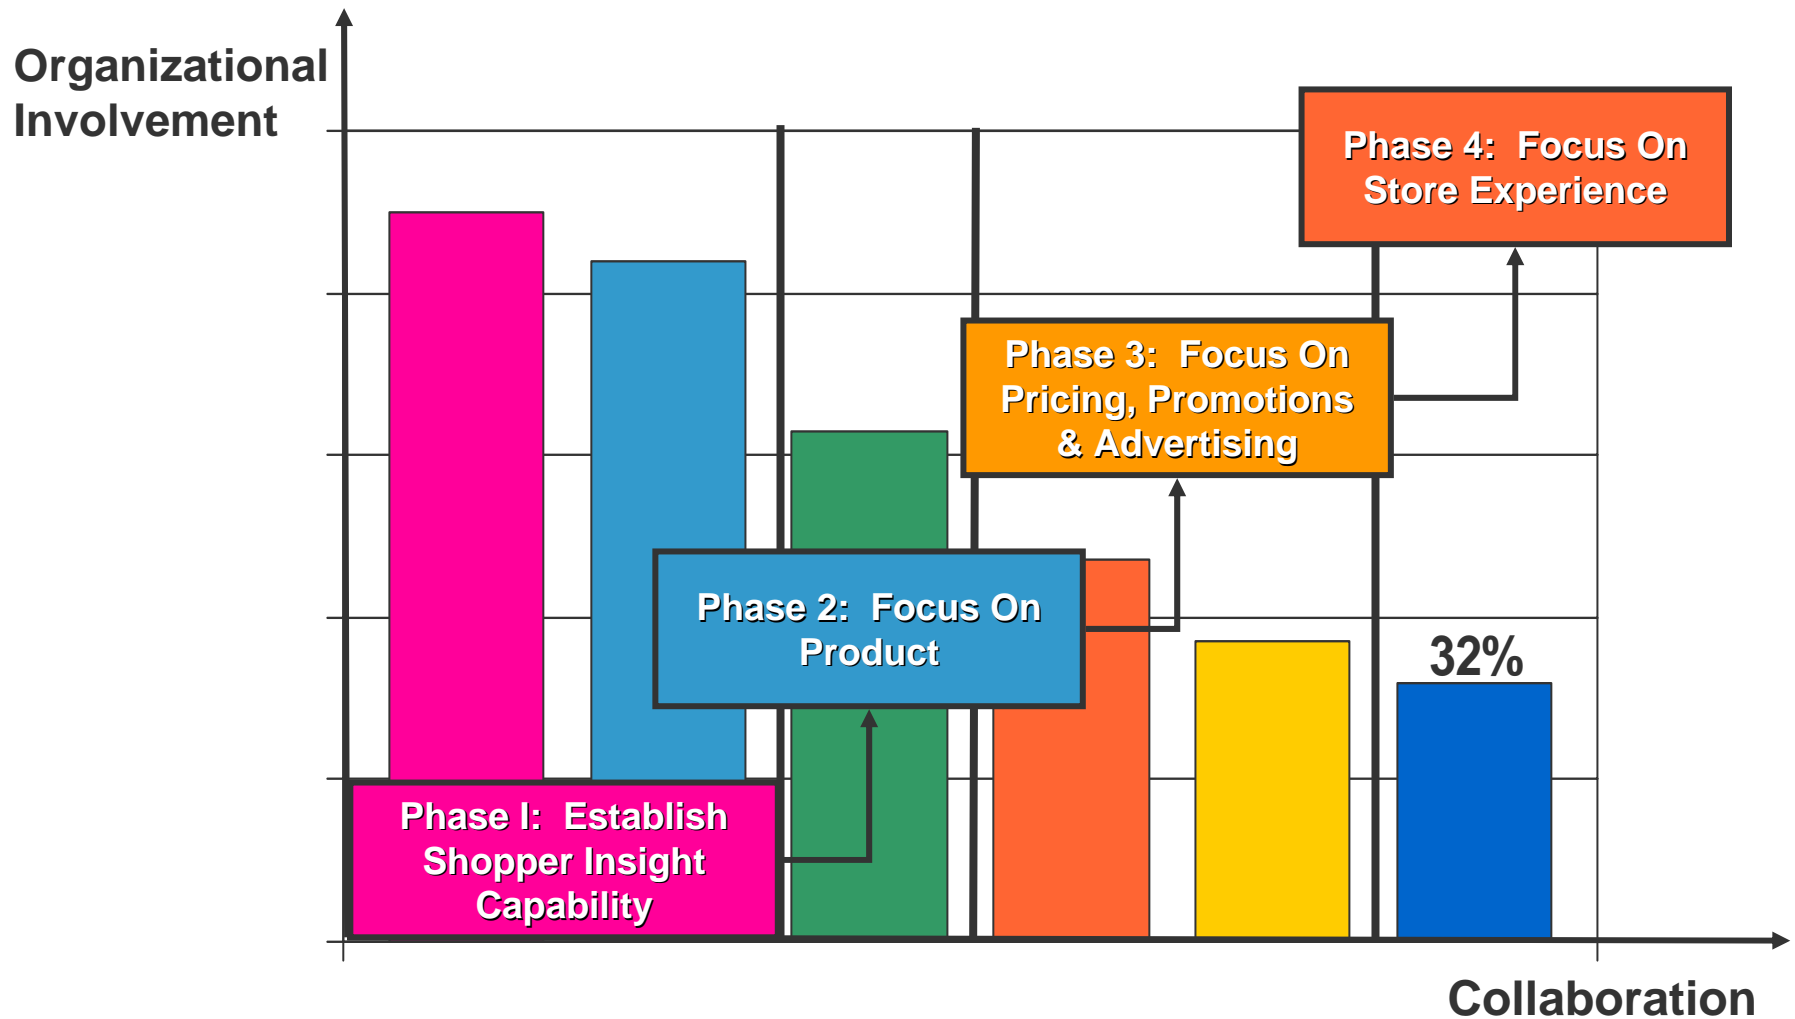 Organizational
Involvement
Phase 4:  Focus On
Store Experience
Phase 3:  Focus On
Pricing, Promotions
& Advertising
Phase 2:  Focus On
Product
32%
Phase I:  Establish
Shopper Insight
Capability
Collaboration